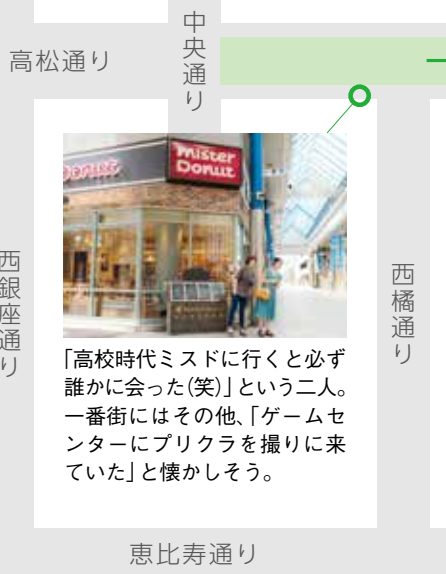 中央通り
高松通り
Donut
Mister
Donut
西銀座通り
西橘通り
「高校時代ミスドに行くと必ず
誰かに会った(笑)」という二人。
一番街にはその他、「ゲームセ
ンターにプリクラを撮りに来
ていた」と懐かしそう。
恵比寿通り